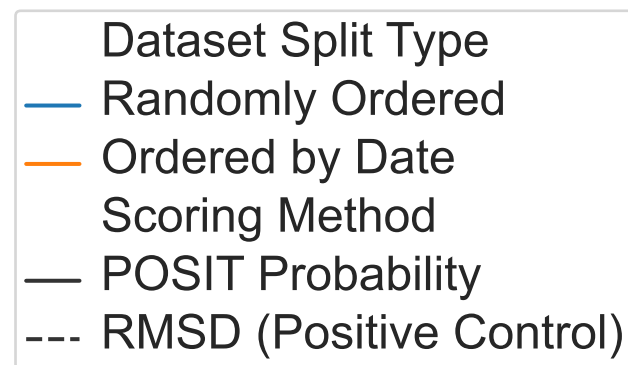 Dataset Split Type
Randomly Ordered
Ordered by Date
Scoring Method
POSIT Probability
RMSD (Positive Control)